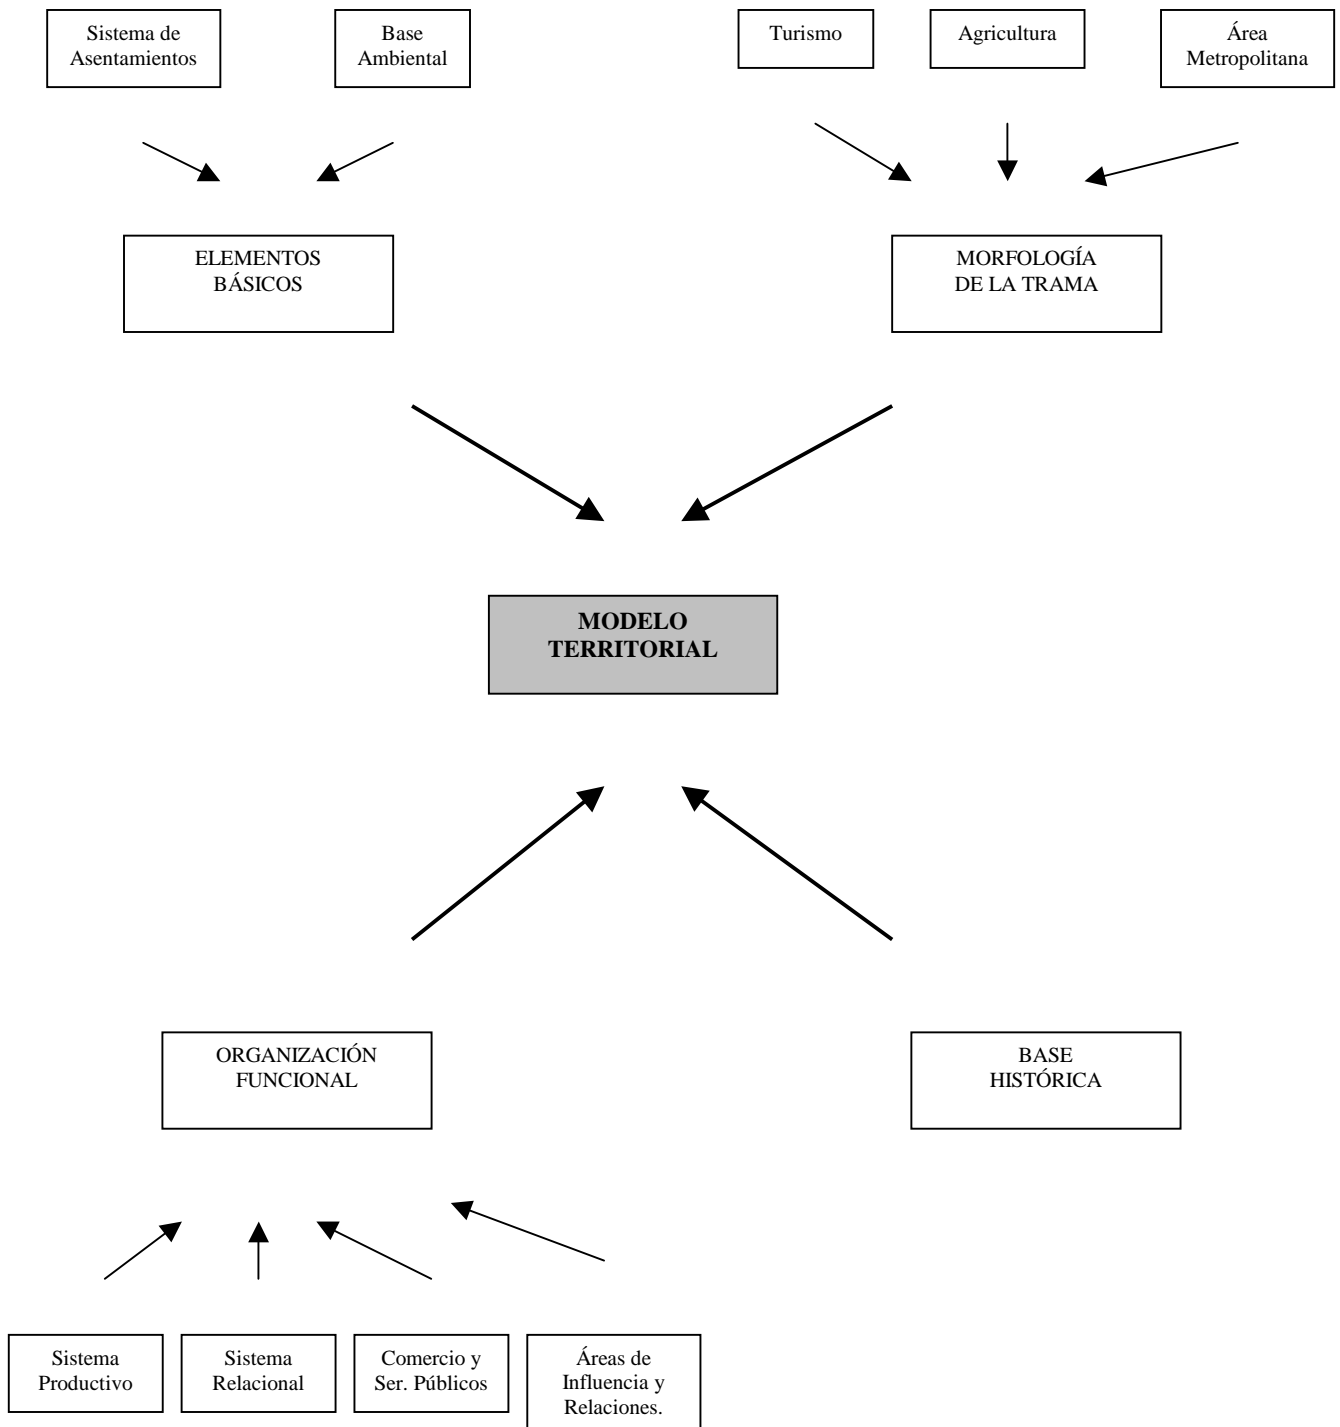 Sistema de
Asentamientos
Base
Ambiental
Turismo
Agricultura
Área
Metropolitana
ELEMENTOS
BÁSICOS
MORFOLOGÍA
DE LA TRAMA
MODELO
TERRITORIAL
ORGANIZACIÓN
FUNCIONAL
BASE
HISTÓRICA
Sistema
Productivo
Sistema
Relacional
Comercio y
Ser. Públicos
Áreas de
Influencia y
Relaciones.